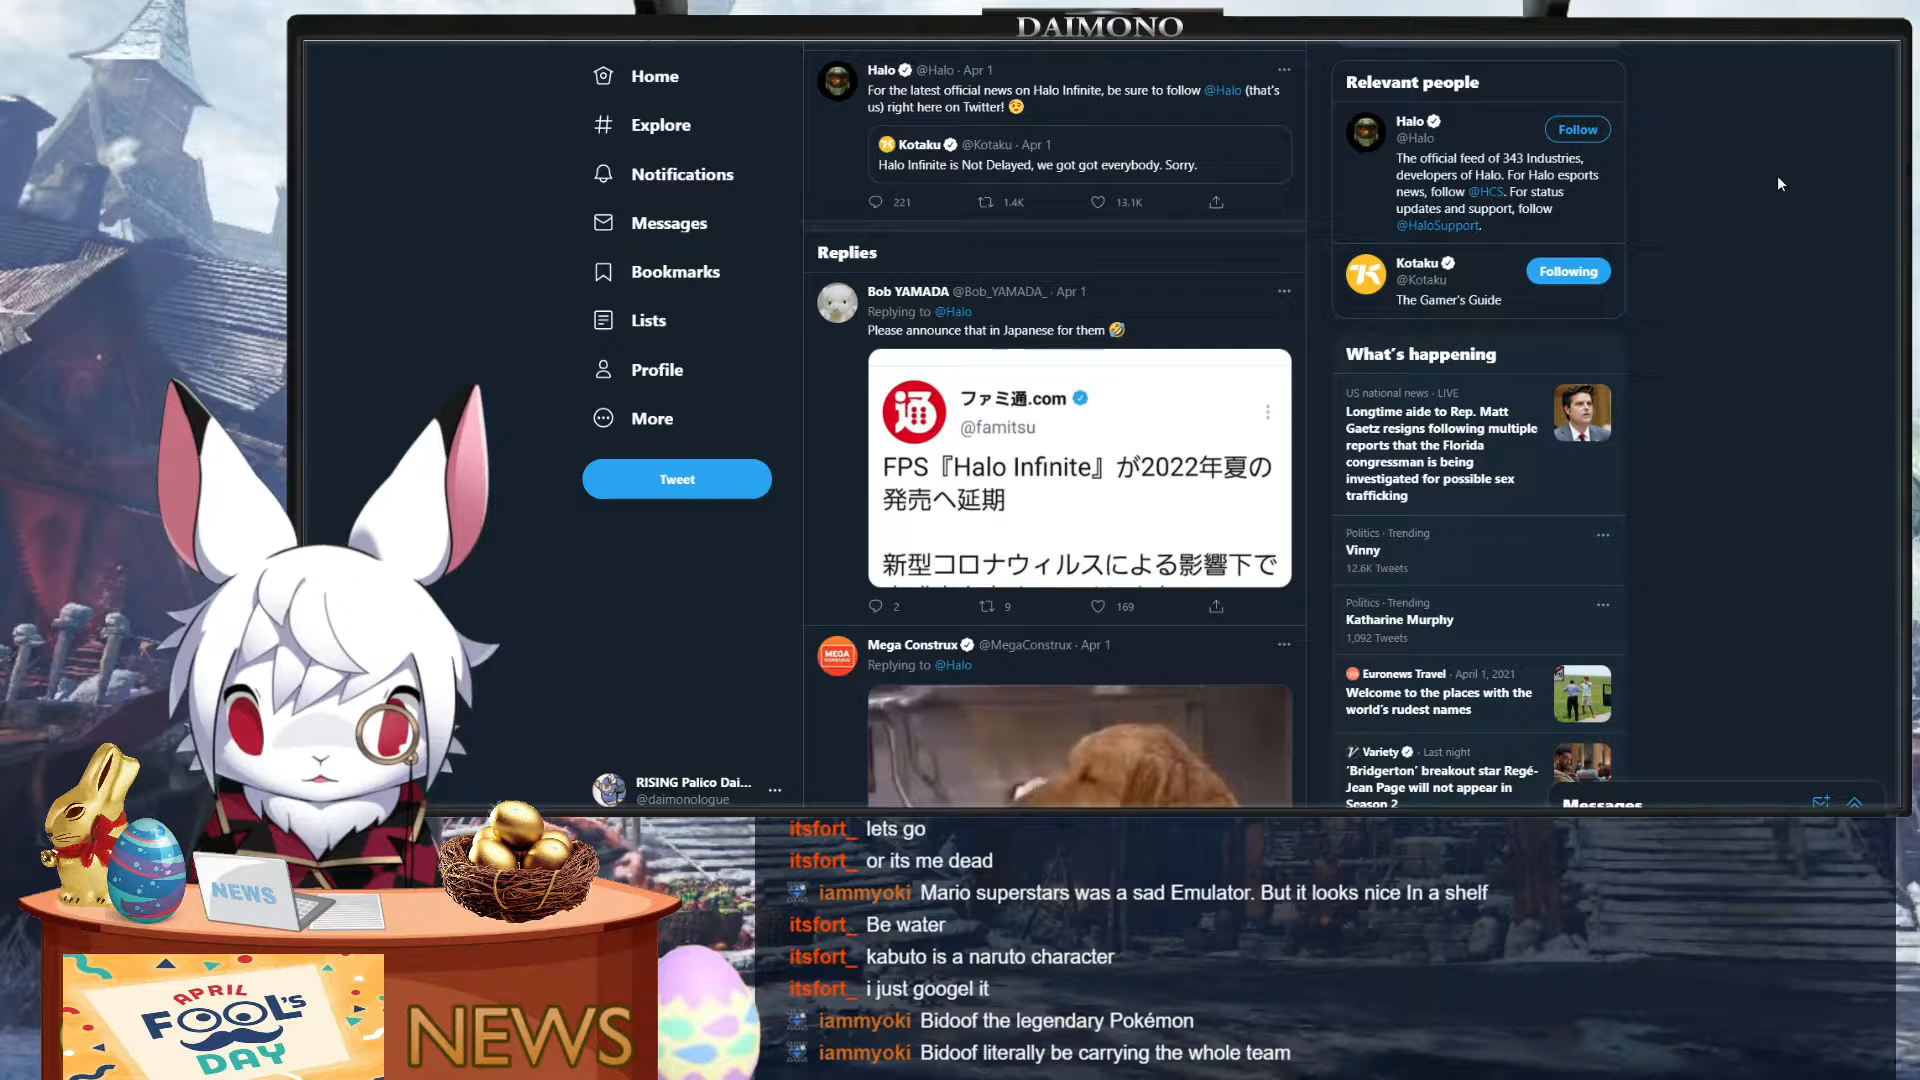 DAIMONO
Home
Explore
Notifications
Messages
Bookmarks
Lists
Profile
More
Tweet
RISING Palico Dai...
@daimonologue
Halo @Halo · Apr 1
For the latest official news on Halo Infinite, be sure to follow @Halo (that's
us) right here on Twitter!
Kotaku @Kotaku · Apr 1
Halo Infinite is Not Delayed, we got got everybody. Sorry.
221 1.4K 13.1K
Replies
Bob YAMADA @Bob_YAMADA_ · Apr 1
Replying to @Halo
Please announce that in Japanese for them
通
ファミ通.com
@famitsu
FPS『Halo Infinite』が2022年夏の
発売へ延期
新型コロナウィルスによる影響下で
2 9 169
Mega Construx @MegaConstrux · Apr 1
Replying to @Halo
MEGA
CONSTRUX
Relevant people
Halo
@Halo
Follow
The official feed of 343 Industries,
developers of Halo. For Halo esports
news, follow @HCS. For status
updates and support, follow
@HaloSupport.
Kotaku
@Kotaku
Following
The Gamer's Guide
What's happening
US national news · LIVE
Longtime aide to Rep. Matt
Gaetz resigns following multiple
reports that the Florida
congressman is being
investigated for possible sex
trafficking
Politics · Trending
Vinny
12.6K Tweets
Politics · Trending
Katharine Murphy
1,092 Tweets
Euronews Travel · April 1, 2021
Welcome to the places with the
world's rudest names
Variety · Last night
'Bridgerton' breakout star Regé-
Jean Page will not appear in
Season 2
Messages
itsfort_ lets go
itsfort_ or its me dead
iammyoki Mario superstars was a sad Emulator. But it looks nice In a shelf
itsfort_ Be water
itsfort_ kabuto is a naruto character
itsfort_ i just googel it
iammyoki Bidoof the legendary Pokémon
iammyoki Bidoof literally be carrying the whole team
NEWS
APRIL
FOOL'S
DAY
NEWS